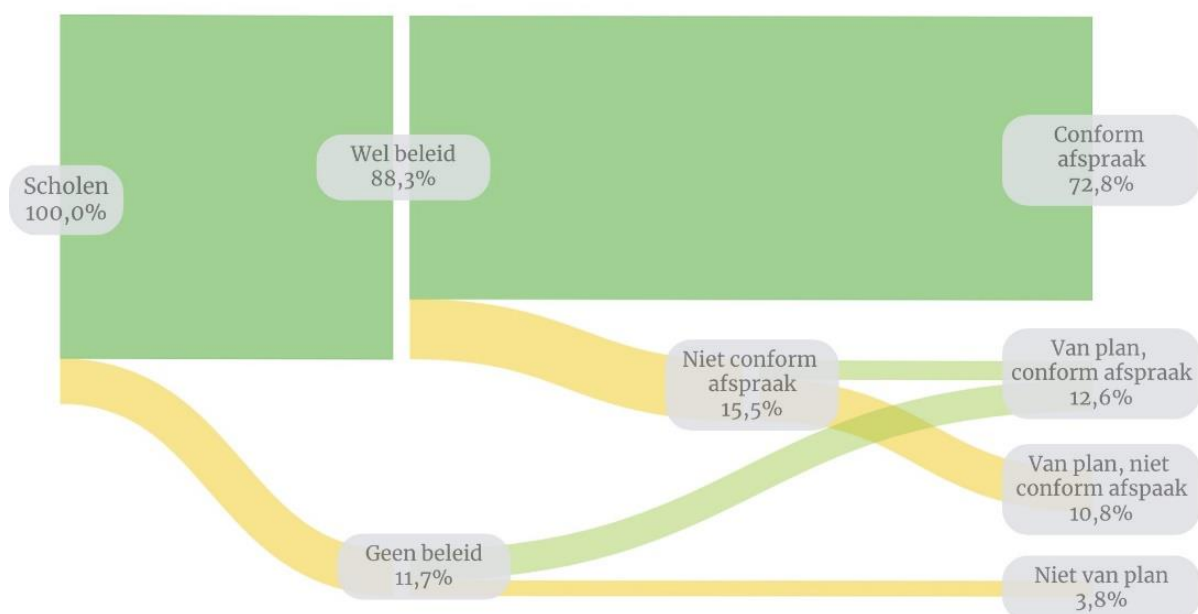 Scholen
100,0%
Wel beleid
88,3%
Conform
afspraak
72,8%
Niet conform
afspraak
15,5%
Van plan,
conform afspraak
12,6%
Van plan, niet
conform afspaak
10,8%
Geen beleid
11,7%
Niet van plan
3,8%